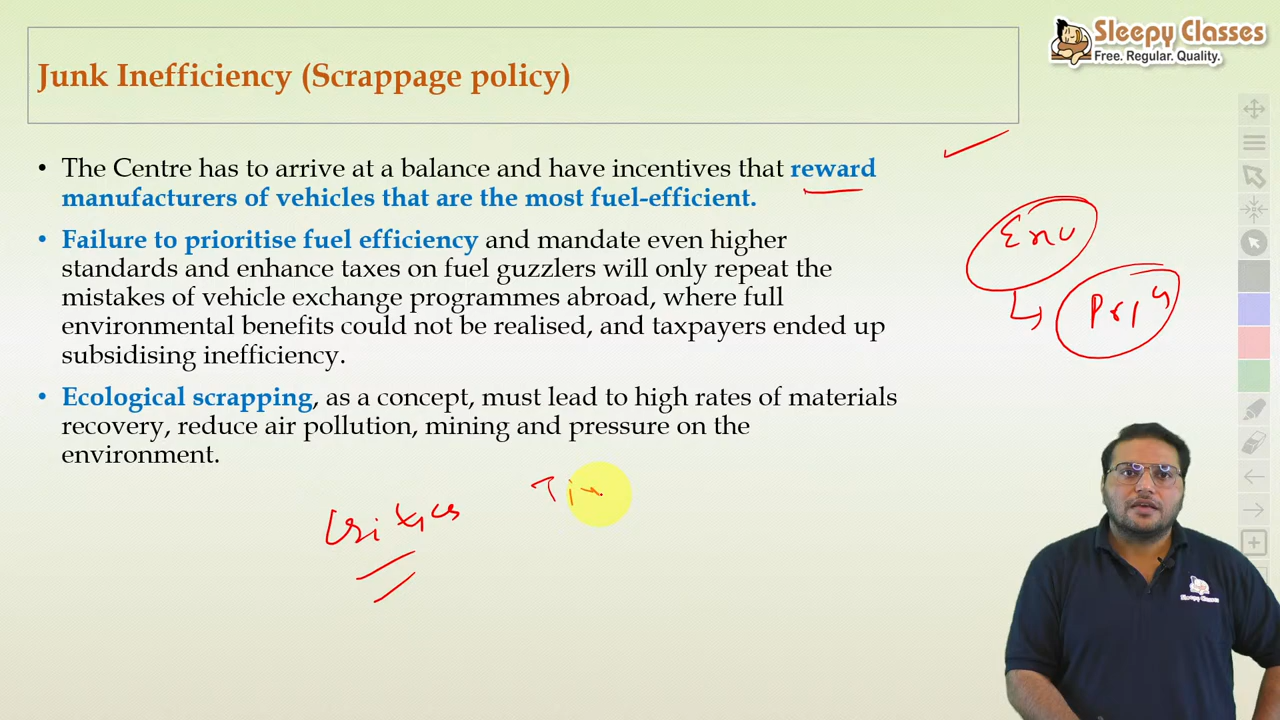 Sleepy Classes
Free. Regular. Quality.
Junk Inefficiency (Scrappage policy)
• The Centre has to arrive at a balance and have incentives that reward
manufacturers of vehicles that are the most fuel-efficient.
• Failure to prioritise fuel efficiency and mandate even higher
standards and enhance taxes on fuel guzzlers will only repeat the
mistakes of vehicle exchange programmes abroad, where full
environmental benefits could not be realised, and taxpayers ended up
subsidising inefficiency.
• Ecological scrapping, as a concept, must lead to high rates of materials
recovery, reduce air pollution, mining and pressure on the
environment.
Env
Critics
Sleepy Classes